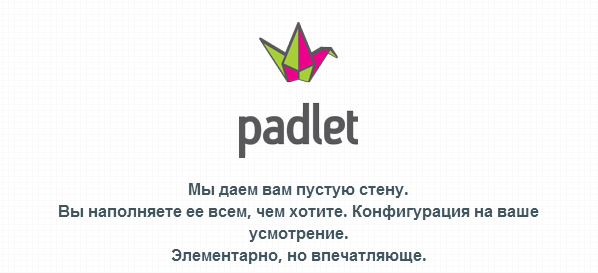 padlet
Мы даем вам пустую стену.
Вы наполняете ее всем, чем хотите. Конфигурация на ваше
усмотрение.
Элементарно, но впечатляюще.